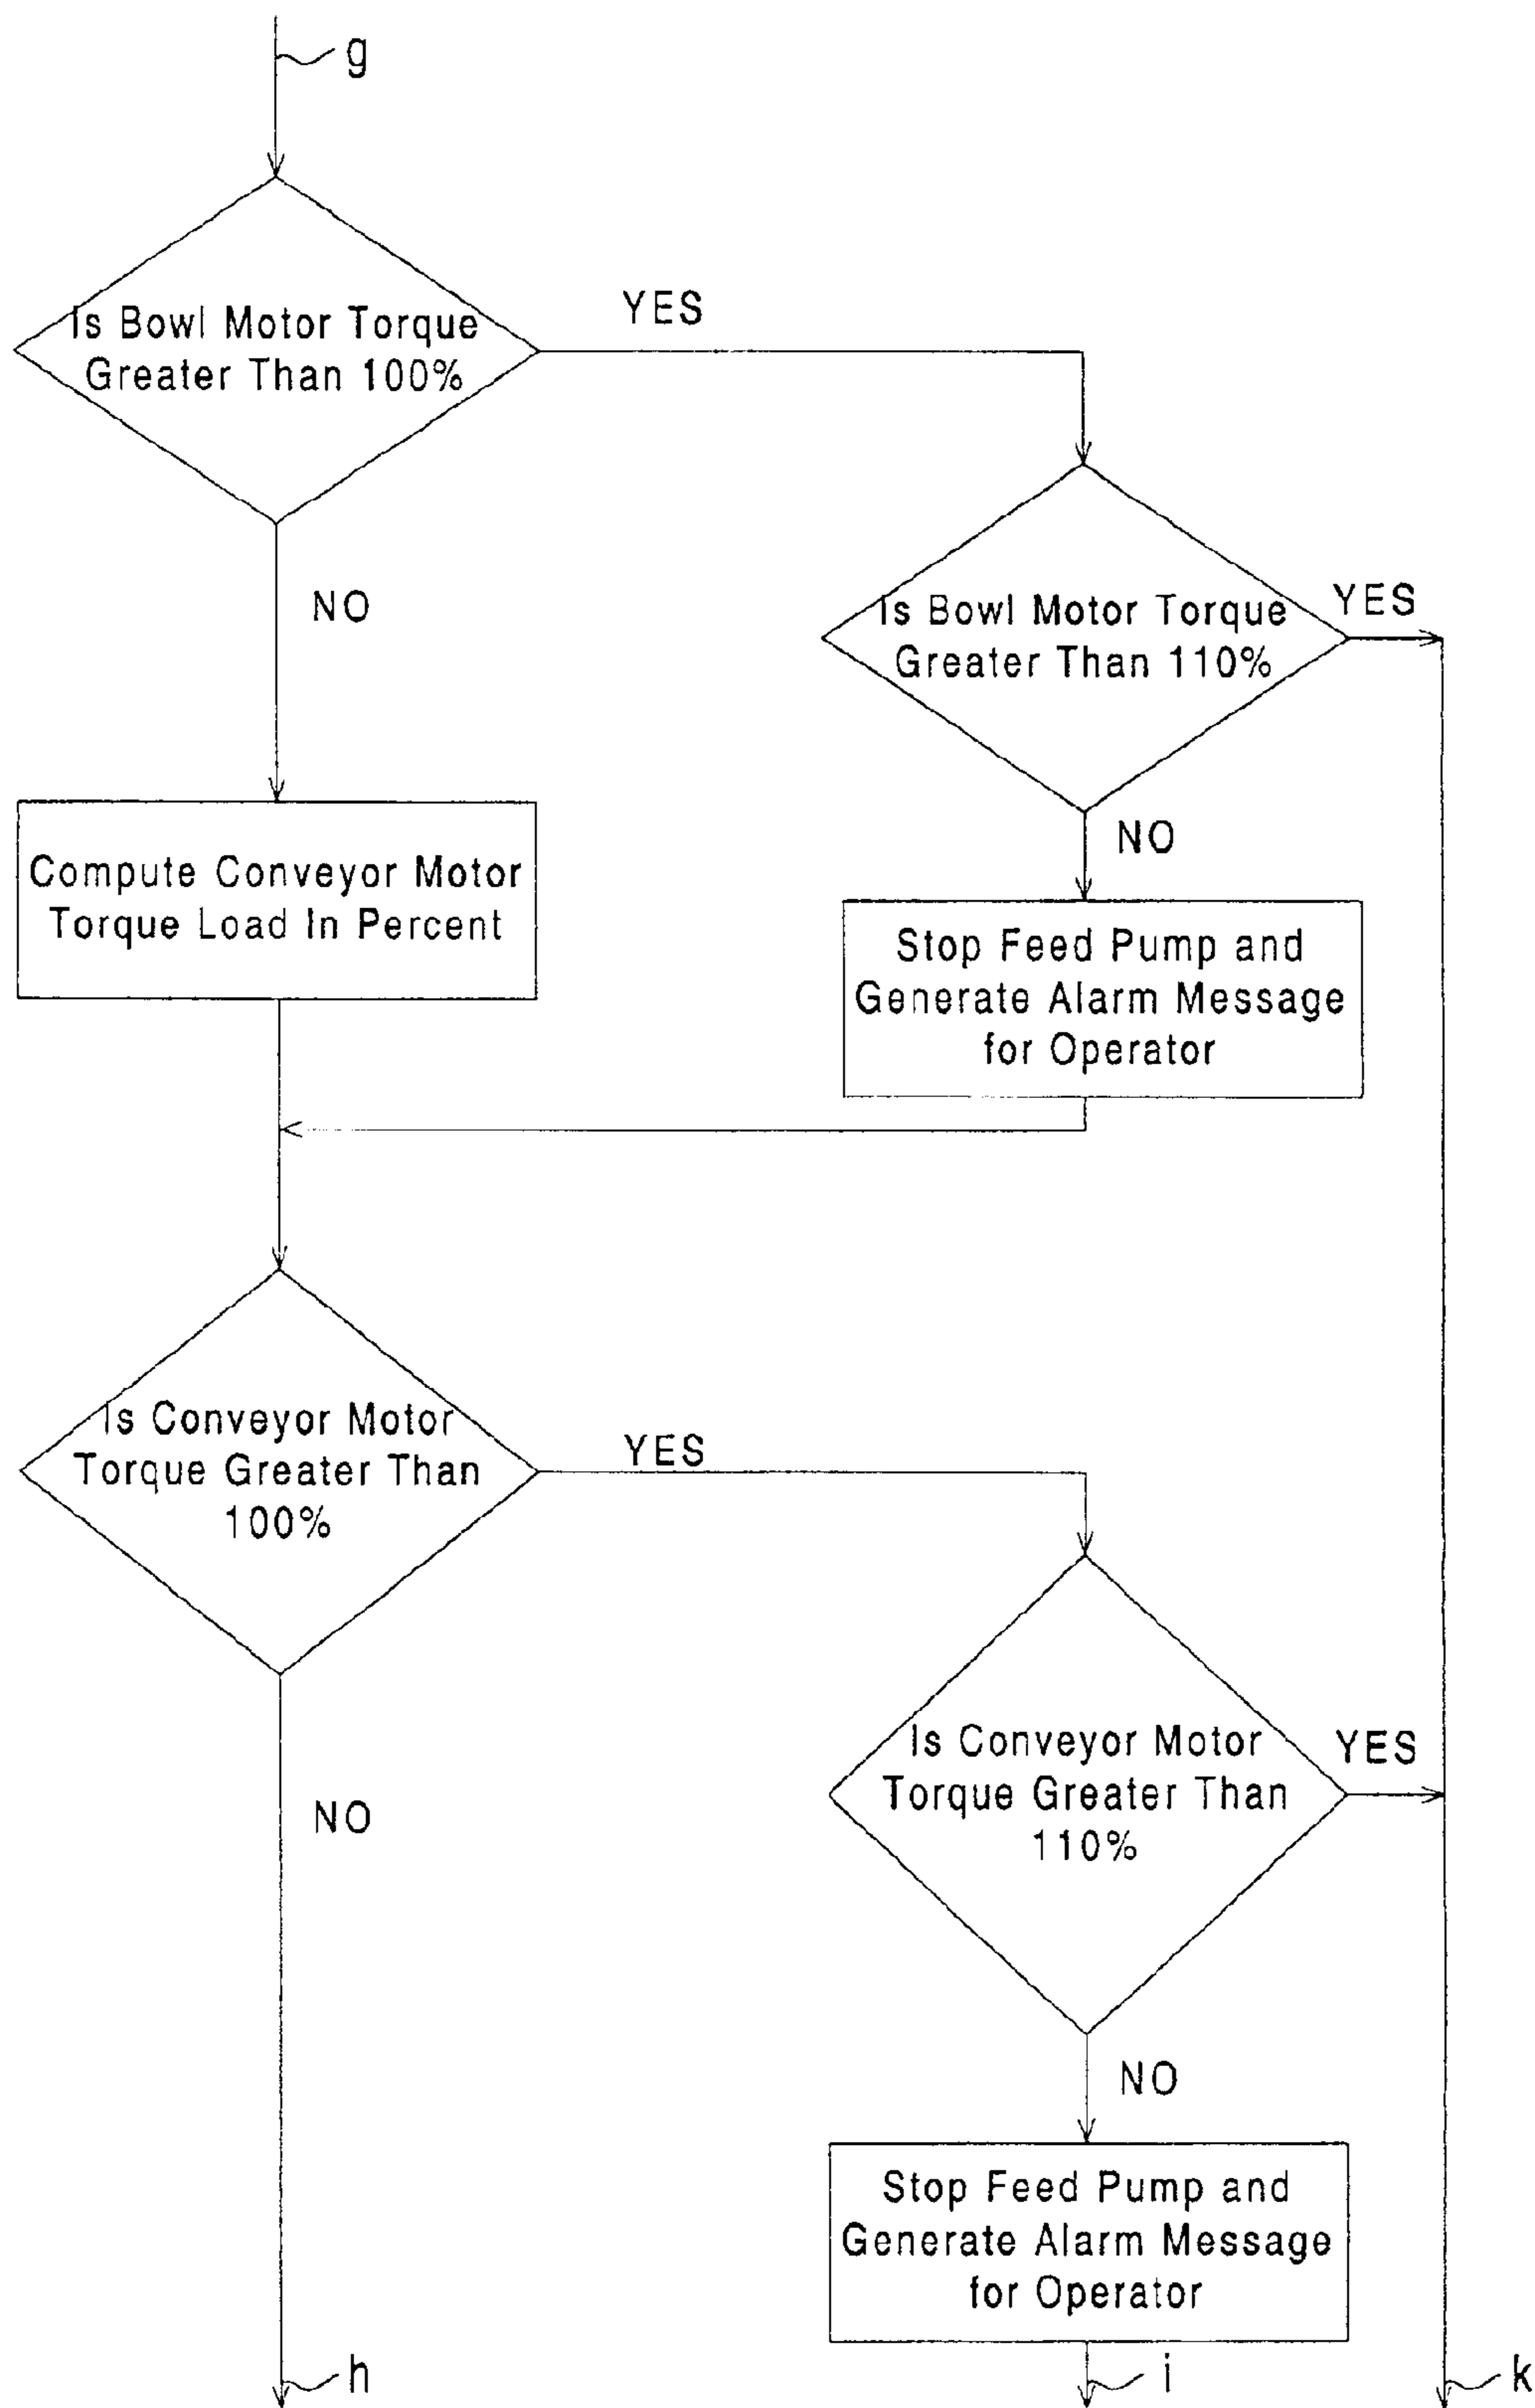 g
Is Bowl Motor Torque
Greater Than 100%
YES
NO
Is Bowl Motor Torque
Greater Than 110%
YES
NO
Compute Conveyor Motor
Torque Load In Percent
Stop Feed Pump and
Generate Alarm Message
for Operator
Is Conveyor Motor
Torque Greater Than
100%
YES
NO
Is Conveyor Motor
Torque Greater Than
110%
YES
NO
Stop Feed Pump and
Generate Alarm Message
for Operator
h
i
k